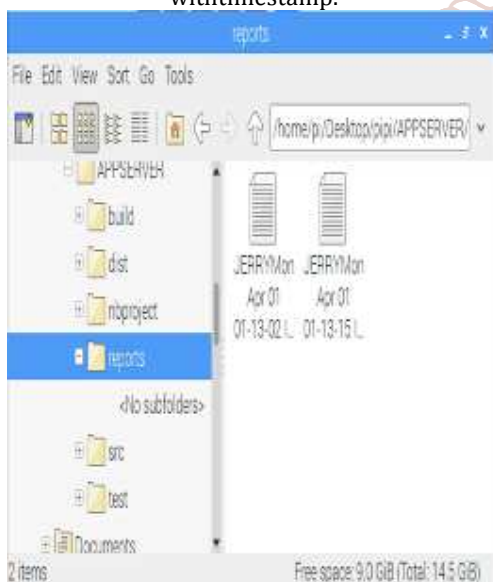 withtimestamp.
reports
File Edit View Sort Go Tools
/home/pi/Desktop/pipi/APPSERVER/
APPSERVER
build
dist
nbproject
reports
<No subfolders>
src
test
Documents
JERRYMon
Apr 01
01-13-02 I...
JERRYMon
Apr 01
01-13-15 I...
2 items
Free space: 9.0 GiB (Total: 14.5 GiB)